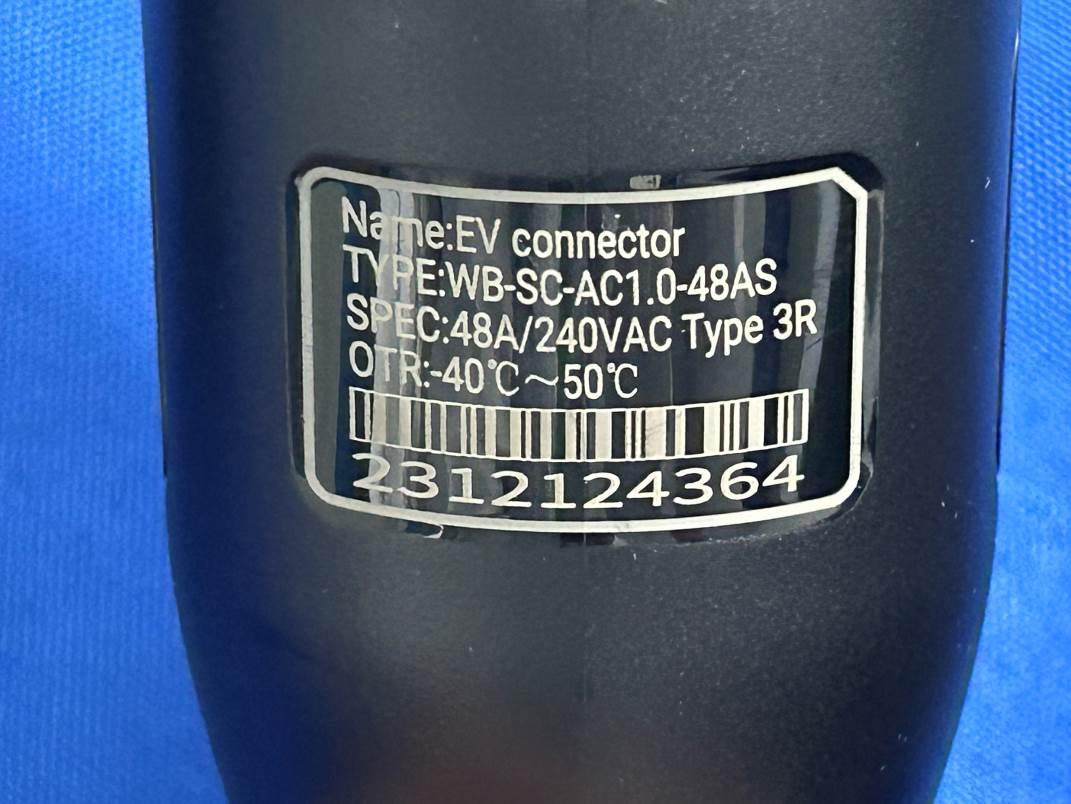 Name:EV connector
TYPE:WB-SC-AC1.0-48AS
SPEC:48A/240VAC Type 3R
OTR:-40℃~50℃
2312124364